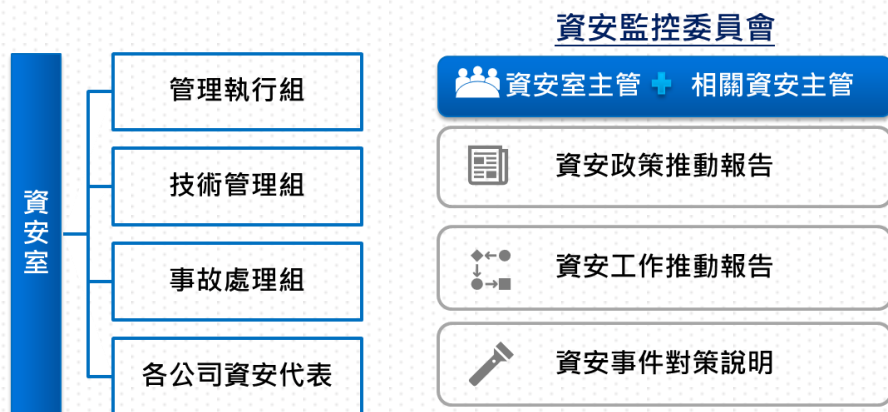 資安室
管理執行組
技術管理組
事故處理組
各公司資安代表
資安監控委員會
資安室主管 + 相關資安主管
資安政策推動報告
資安工作推動報告
資安事件對策說明